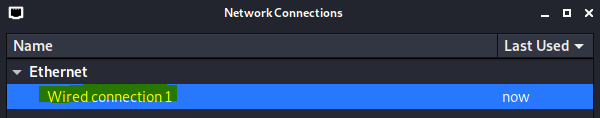 Network Connections
Name Last Used
Ethernet
Wired connection 1 now